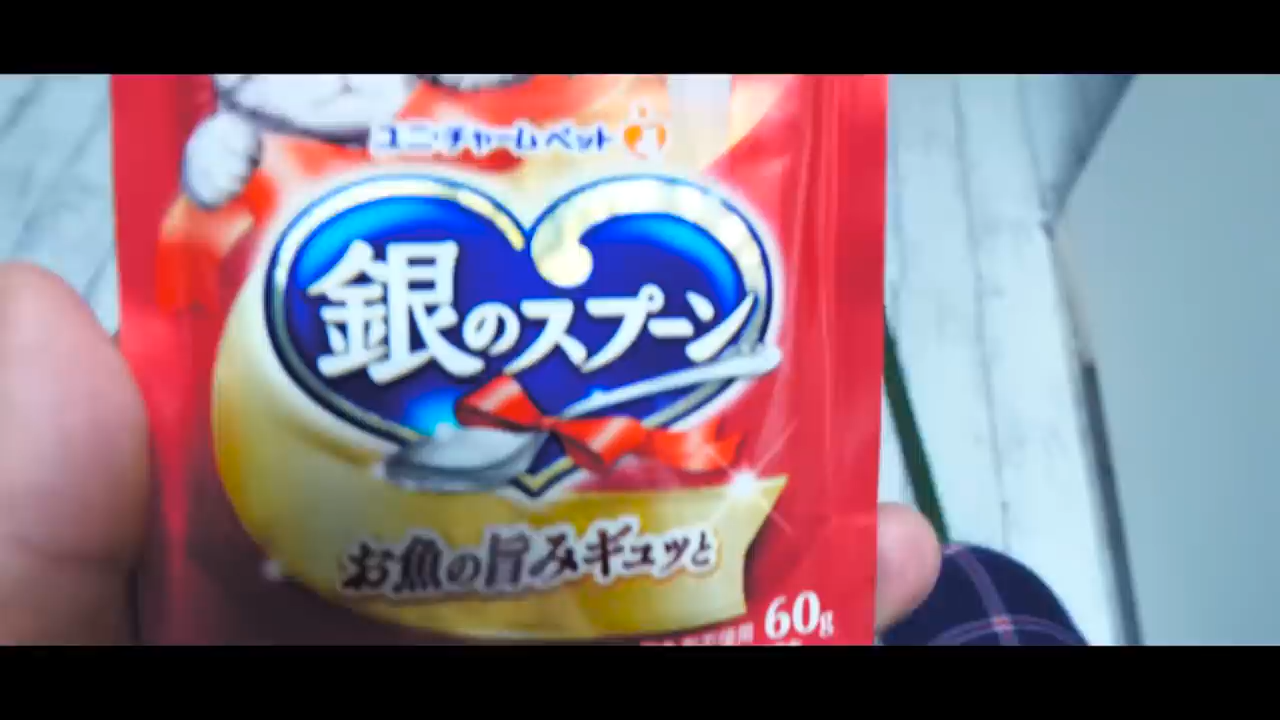 ユニ・チャーム ペット
銀のスプーン
お魚の旨みギュッと
60g